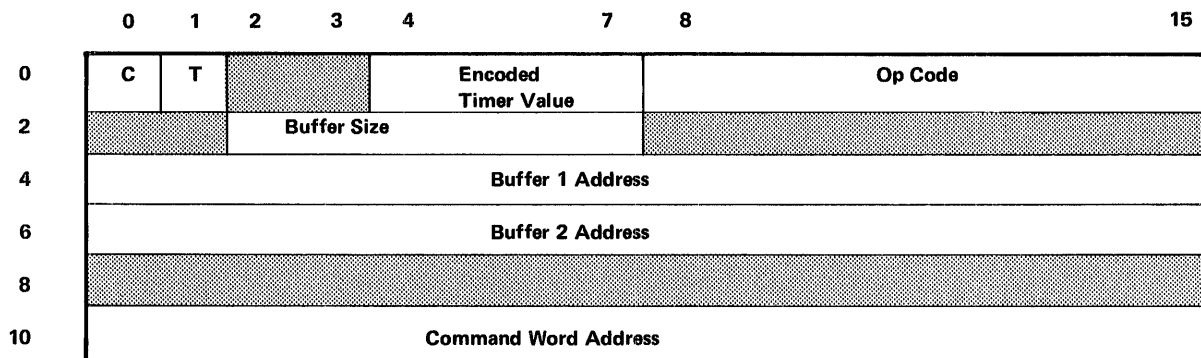 0 1 2 3 4 7 8 15
0 C T Encoded Op Code
Timer Value
2 Buffer Size
4 Buffer 1 Address
6 Buffer 2 Address
8
10 Command Word Address